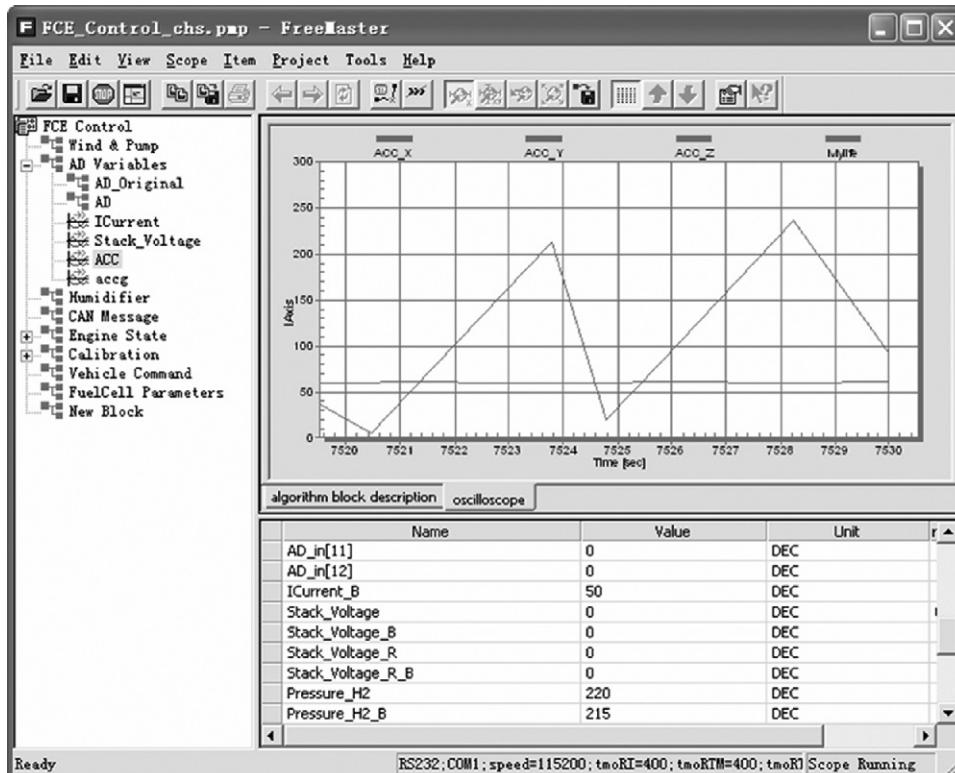 FCE_Control_chs.pmp - FreeMaster
File Edit View Scope Item Project Tools Help
FCE Control
Wind & Pump
AD Variables
AD_Original
AD
ICurrent
Stack_Voltage
ACC
accg
Humidifier
CAN Message
Engine State
Calibration
Vehicle Command
FuelCell Parameters
New Block
ACC_X ACC_Y ACC_Z Mylife
300
250
200
150
100
50
0
IAxis
7520 7521 7522 7523 7524 7525 7526 7527 7528 7529 7530
Time [sec]
algorithm block description oscilloscope
Name Value Unit
AD_in[11] 0 DEC
AD_in[12] 0 DEC
ICurrent_B 50 DEC
Stack_Voltage 0 DEC
Stack_Voltage_B 0 DEC
Stack_Voltage_R 0 DEC
Stack_Voltage_R_B 0 DEC
Pressure_H2 220 DEC
Pressure_H2_B 215 DEC
Ready RS232;COM1;speed=115200;tmoRI=400;tmoRTM=400;tmoRT Scope Running